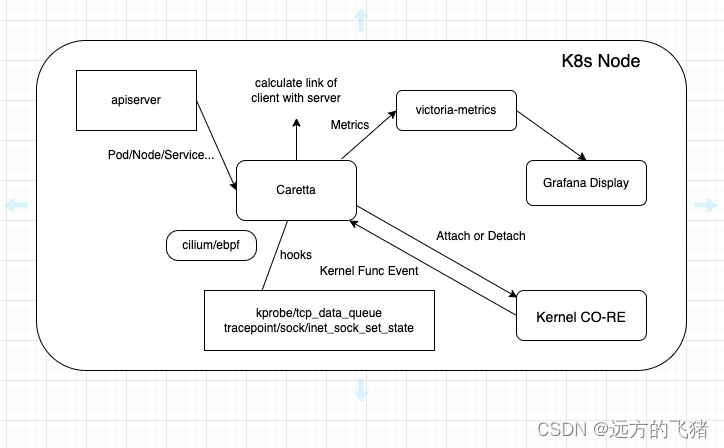 K8s Node
apiserver
calculate link of
client with server
Metrics
victoria-metrics
Pod/Node/Service...
Caretta
Grafana Display
cilium/ebpf
hooks
Attach or Detach
Kernel Func Event
kprobe/tcp_data_queue
tracepoint/sock/inet_sock_set_state
Kernel CO-RE
CSDN @远方的飞猪